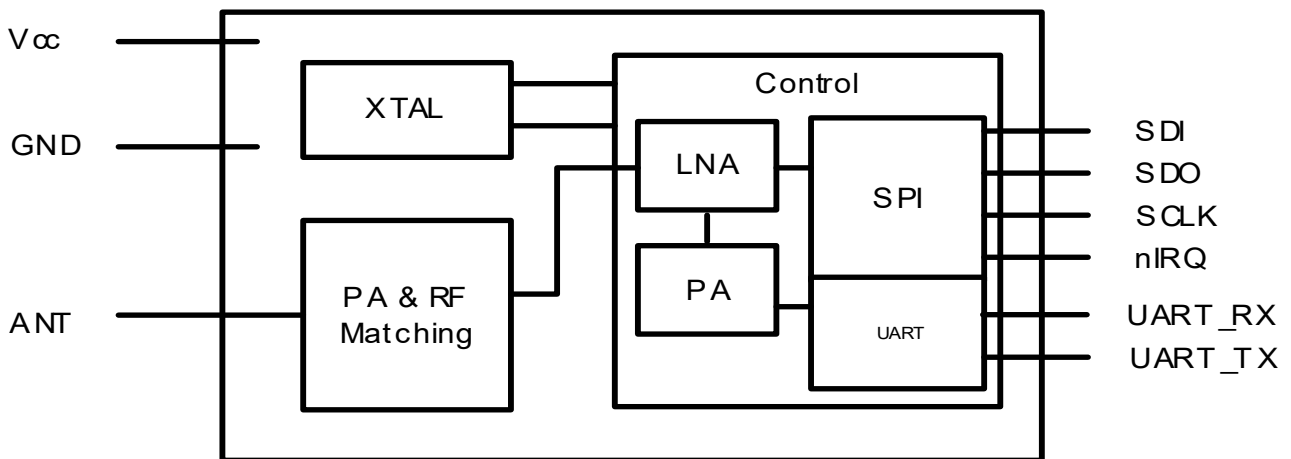 Vcc
GND
ANT
XTAL
PA & RF
Matching
Control
LNA
PA
SPI
UART
SDI
SDO
SCLK
nIRQ
UART_RX
UART_TX